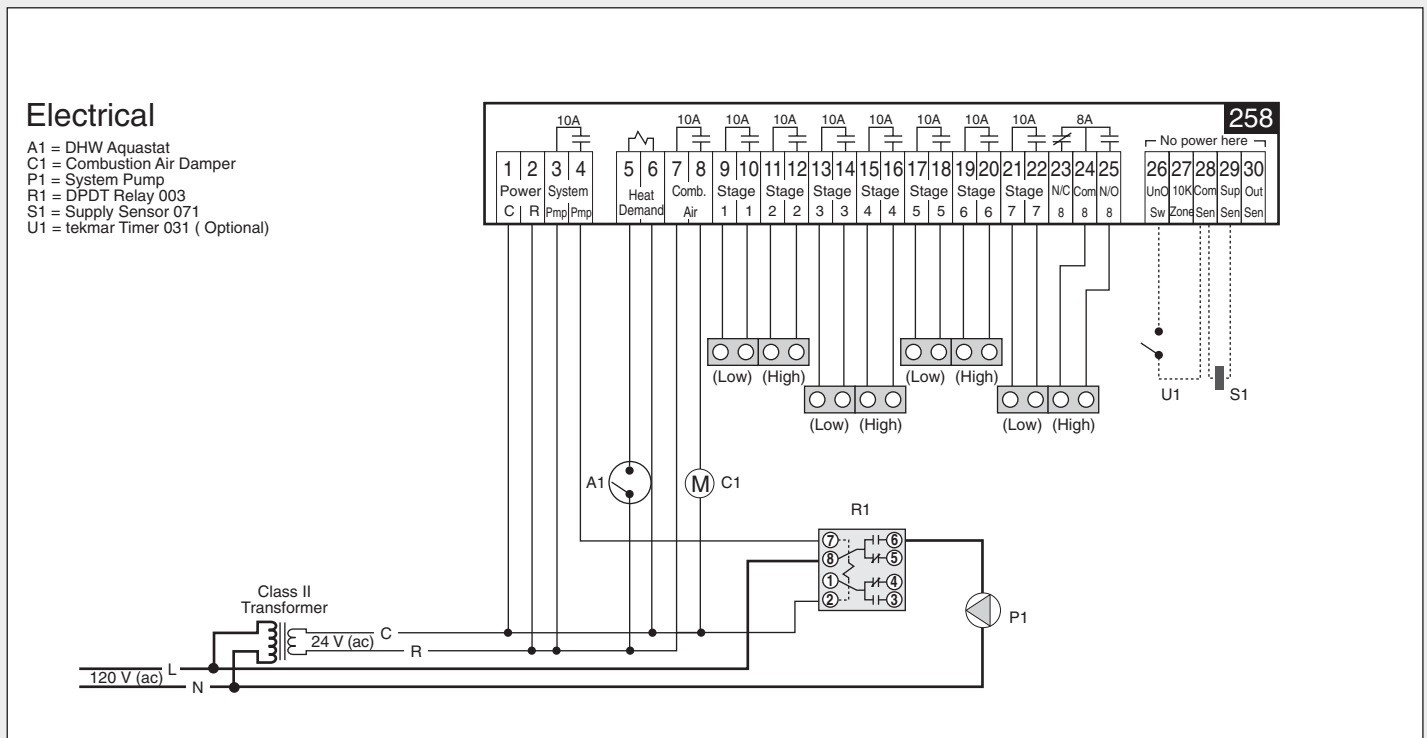 Electrical
A1 = DHW Aquastat
C1 = Combustion Air Damper
P1 = System Pump
R1 = DPDT Relay 003
S1 = Supply Sensor 071
U1 = tekmar Timer 031 ( Optional)
258
10A 10A 10A 10A 10A 10A 10A 10A 10A 8A
No power here
1 2 3 4 5 6 7 8 9 10 11 12 13 14 15 16 17 18 19 20 21 22 23 24 25 26 27 28 29 30
Power System Heat Comb. Stage Stage Stage Stage Stage Stage Stage N/C Com N/O UnO 10K Com Sup Out
C R Pmp Pmp Demand Air 1 1 2 2 3 3 4 4 5 5 6 6 7 7 8 8 8 Sw Zone Sen Sen Sen
(Low) (High) (Low) (High)
U1 S1
(Low) (High) (Low) (High)
A1 M C1
R1
7 6
8 5
1 4
2 3
P1
Class II
Transformer
24 V (ac) C
R
120 V (ac) L
N